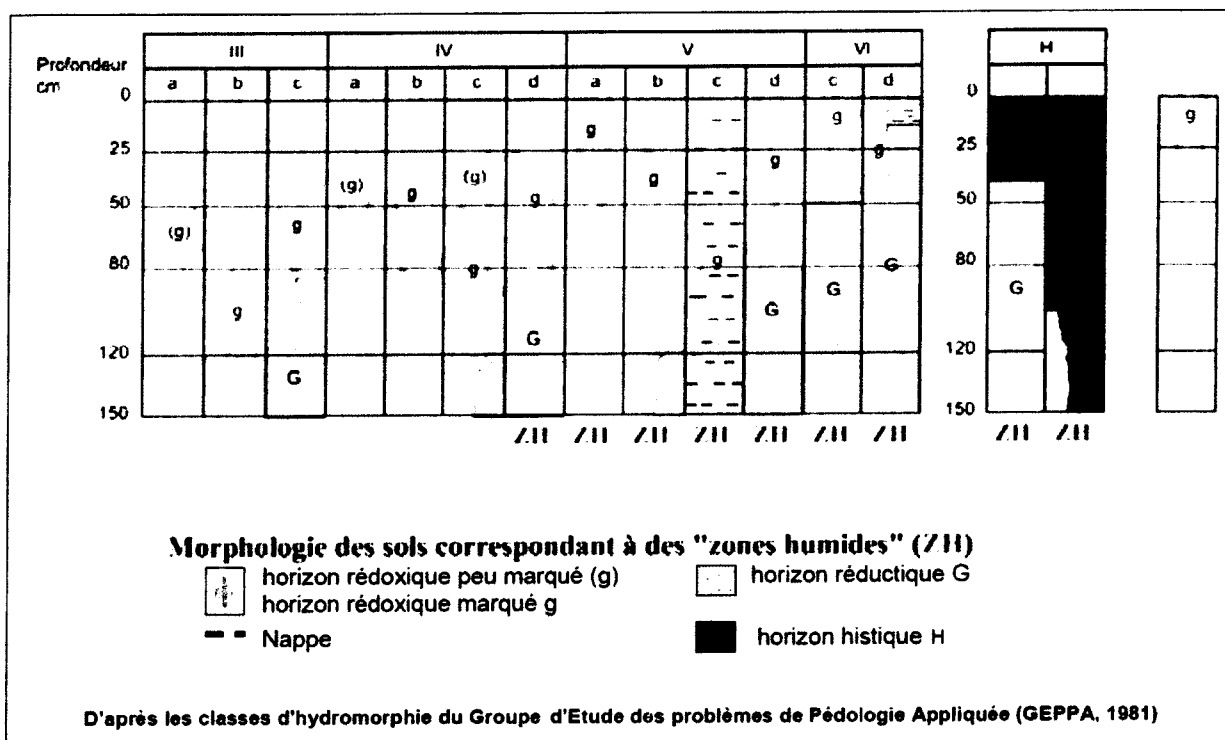 III IV V VI H
Profondeur
cm
a b c a b c d a b c d c d
0 0
g g g
25 25
(g) g (g) g g g g
50 50
(g) g
80 g g G 80
g G G G G
120 120
G
150 150
ZH ZH ZH ZH ZH ZH ZH ZH ZH
Morphologie des sols correspondant à des "zones humides" (ZH)
horizon rédoxique peu marqué (g) horizon réductique G
horizon rédoxique marqué g
Nappe horizon histique H
D'après les classes d'hydromorphie du Groupe d'Etude des problèmes de Pédologie Appliquée (GEPPA, 1981)